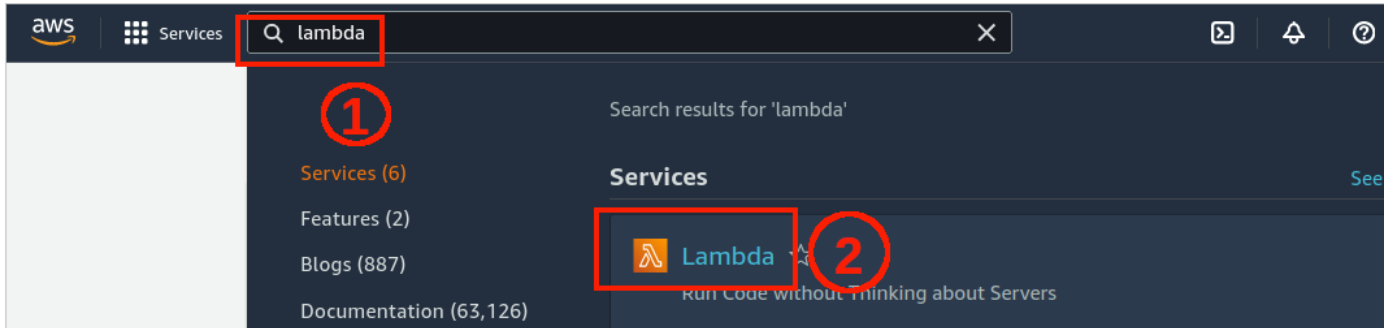 aws Services lambda
1
Search results for 'lambda'
Services (6)
Features (2)
Blogs (887)
Documentation (63,126)
Services
See
Lambda
2
Run Code without Thinking about Servers